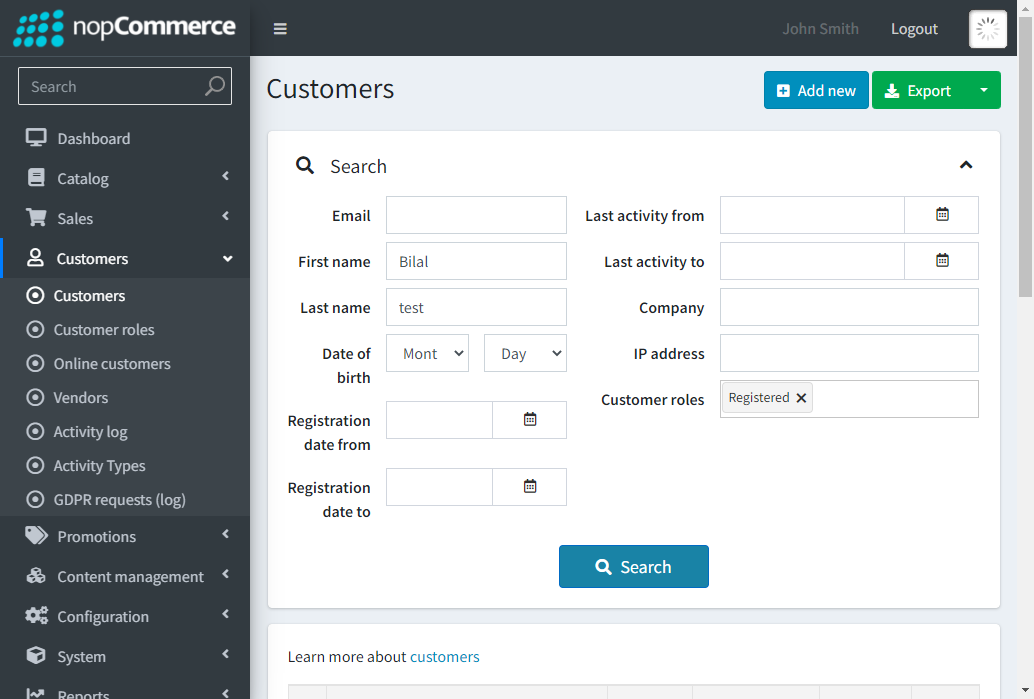 nopCommerce
John Smith
Logout
Search
Dashboard
Catalog
Sales
Customers
Customers
Customer roles
Online customers
Vendors
Activity log
Activity Types
GDPR requests (log)
Promotions
Content management
Configuration
System
Reports
Customers
Add new
Export
Search
Email
First name
Bilal
Last name
test
Date of
birth
Mont
Day
Registration
date from
Registration
date to
Last activity from
Last activity to
Company
IP address
Customer roles
Registered
Search
Learn more about customers